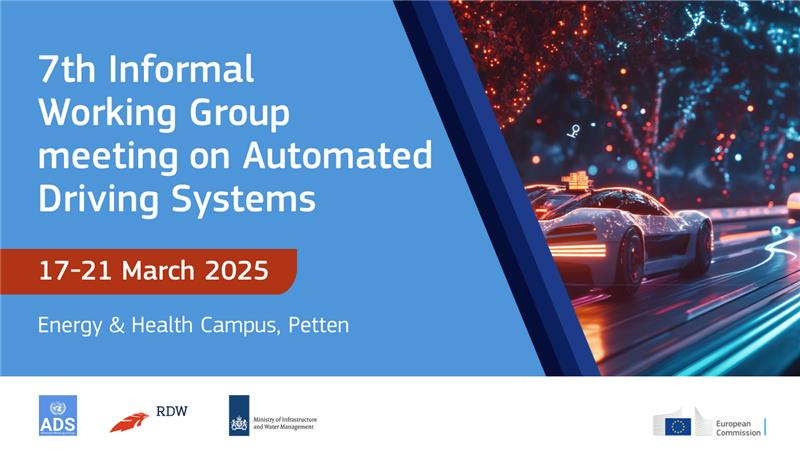 7th Informal
Working Group
meeting on Automated
Driving Systems
17-21 March 2025
Energy & Health Campus, Petten
ADS
RDW
Ministry of Infrastructure
and Water Management
European
Commission